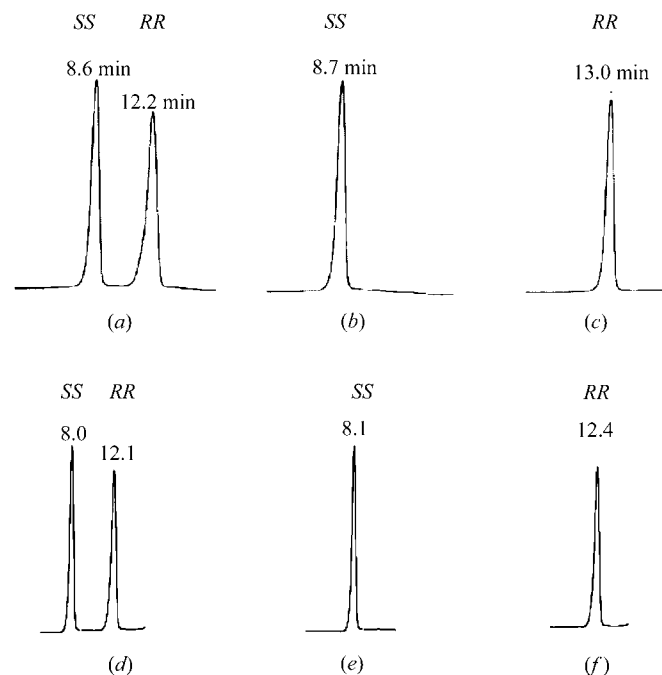 SS RR SS RR
8.6 min 12.2 min 8.7 min 13.0 min
(a) (b) (c)
SS RR SS RR
8.0 12.1 8.1 12.4
(d) (e) (f)